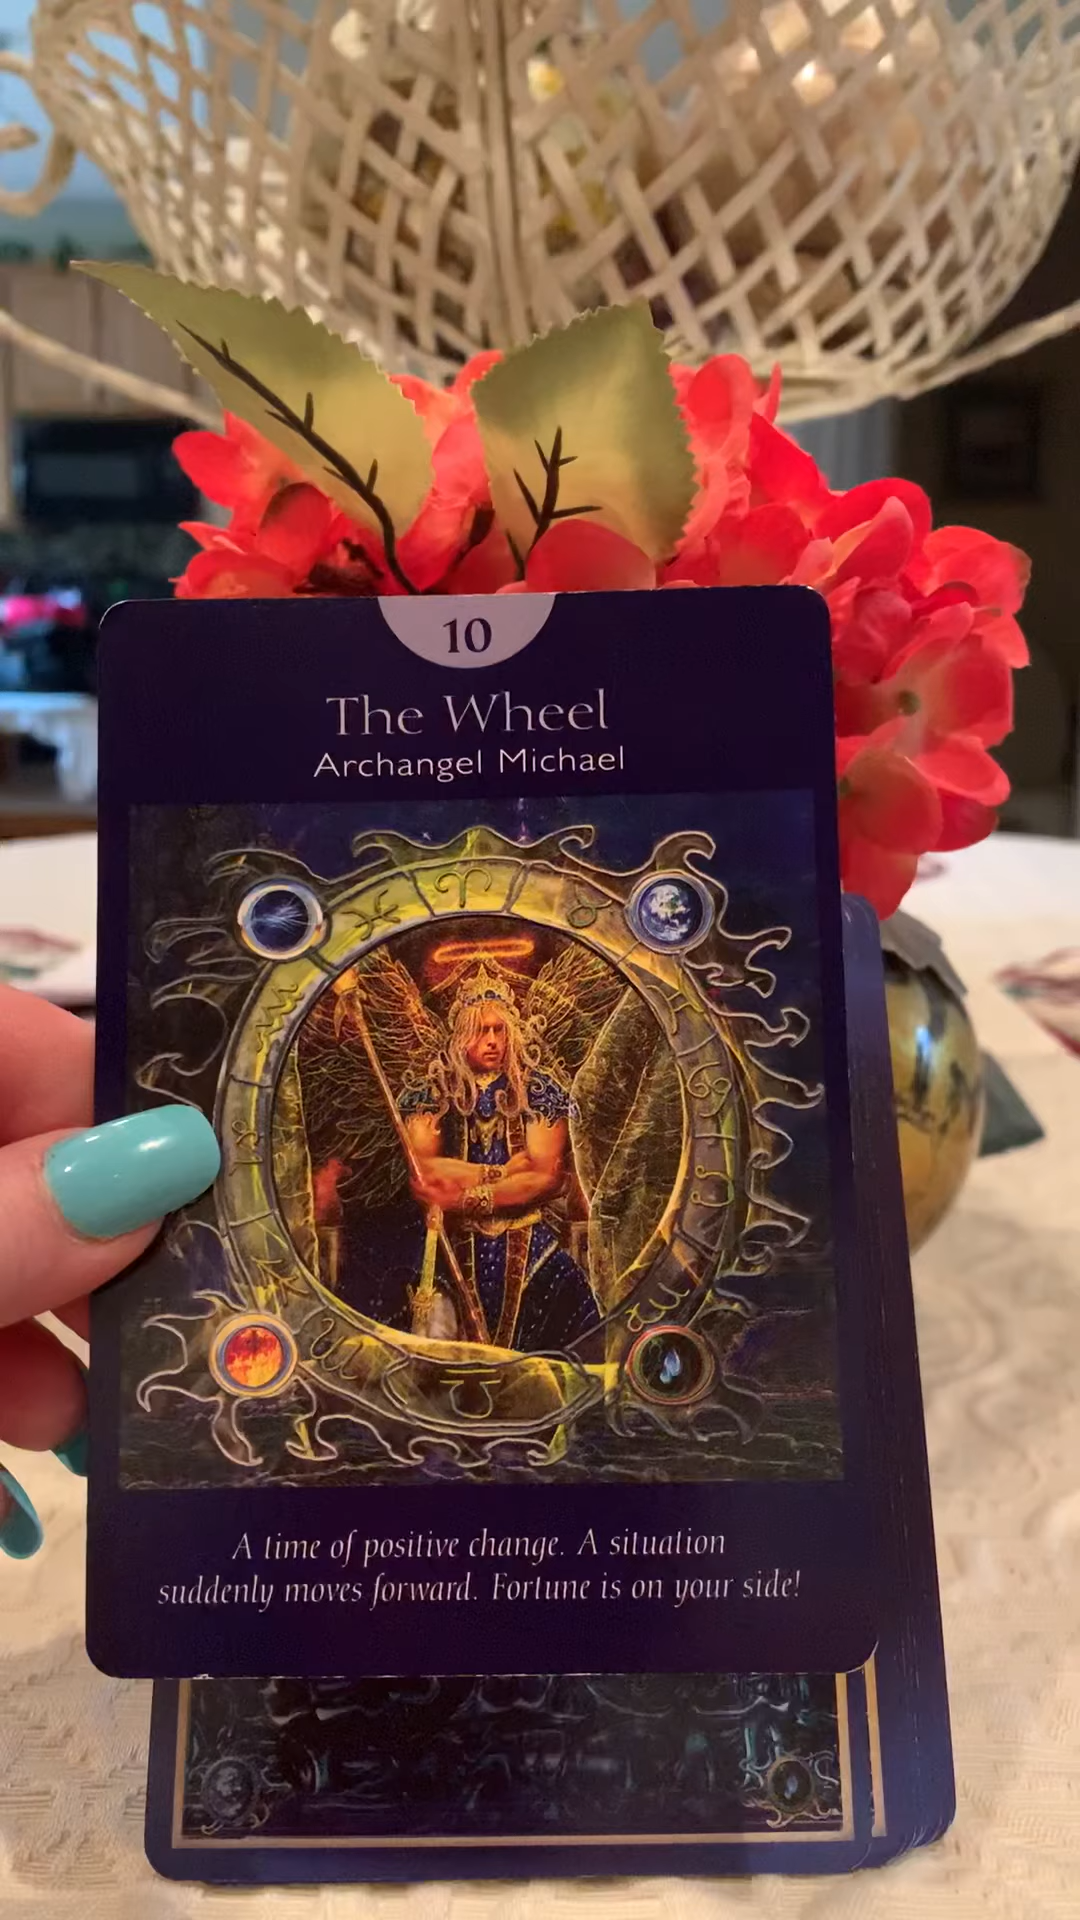 10
The Wheel
Archangel Michael
A time of positive change. A situation
suddenly moves forward. Fortune is on your side!